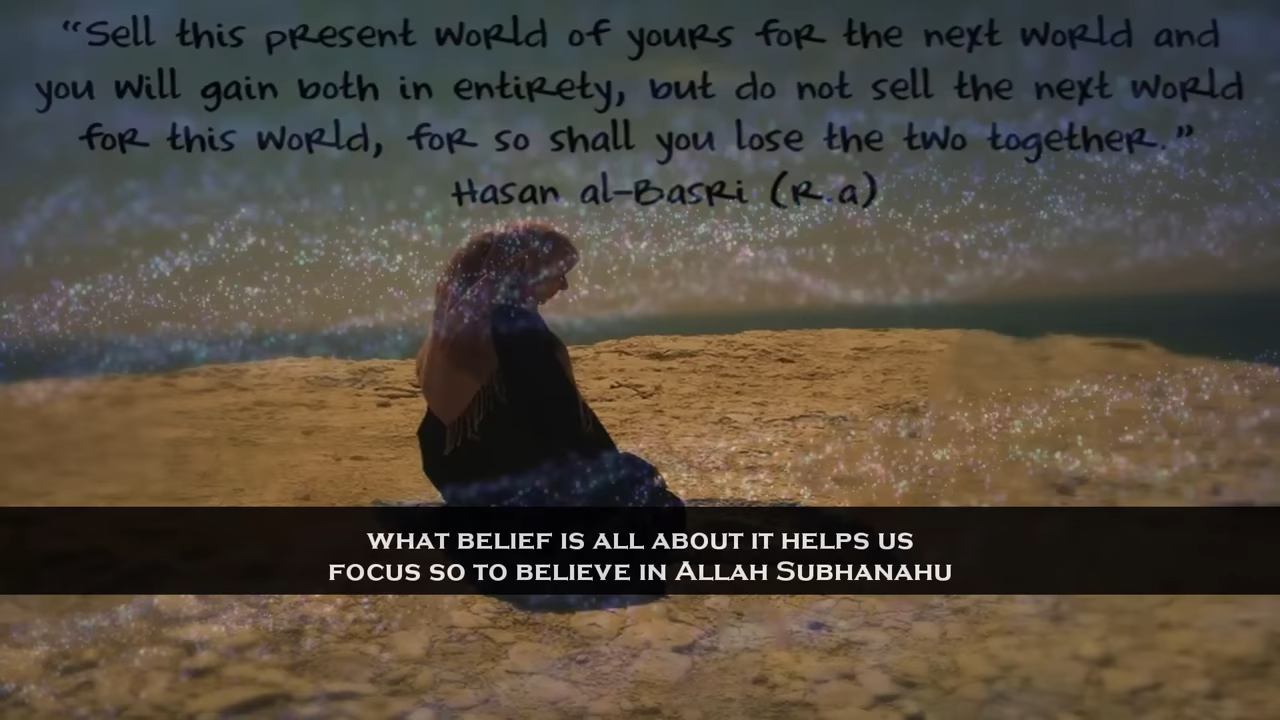 “Sell this present world of yours for the next world and
you will gain both in entirety, but do not sell the next world
for this world, for so shall you lose the two together.”
Hasan al-Basri (R.a)
WHAT BELIEF IS ALL ABOUT IT HELPS US
FOCUS SO TO BELIEVE IN ALLAH SUBHANAHU